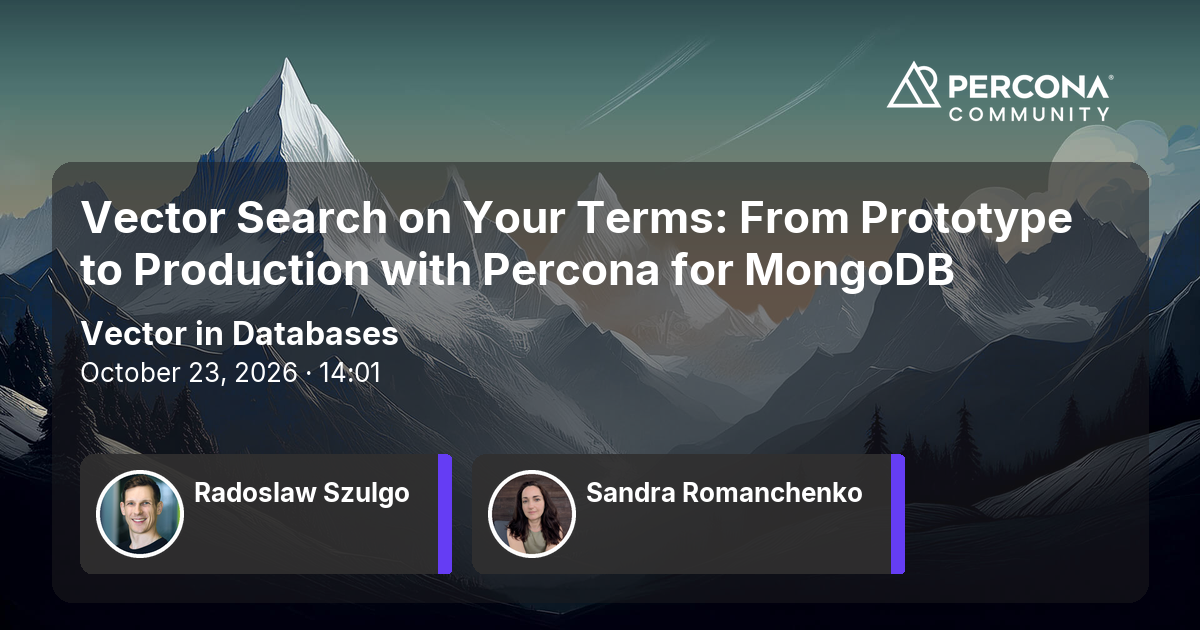 PERCONA®
COMMUNITY
Vector Search on Your Terms: From Prototype
to Production with Percona for MongoDB
Vector in Databases
October 23, 2026 · 14:01
Radoslaw Szulgo
Sandra Romanchenko